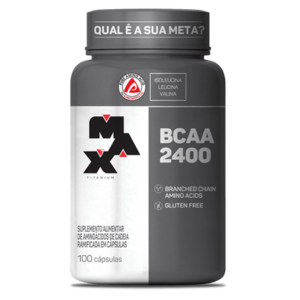 QUAL É A SUA META?
ISOLEUCINA
LEUCINA
VALINA
MAX
TITANIUM
BCAA
2400
BRANCHED CHAIN
AMINO ACIDS
GLUTEN FREE
SUPLEMENTO ALIMENTAR
DE AMINOÁCIDOS DE CADEIA
RAMIFICADA EM CÁPSULAS
100 cápsulas